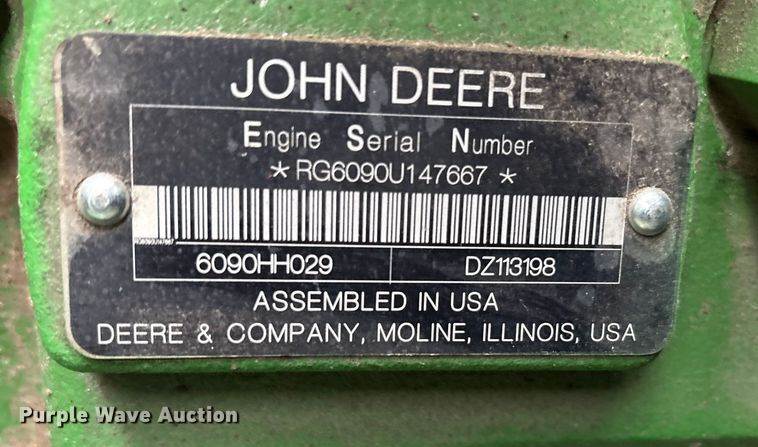 JOHN DEERE
Engine Serial Number
*RG6090U147667*
RG6090U147667
6090HH029 DZ113198
ASSEMBLED IN USA
DEERE & COMPANY, MOLINE, ILLINOIS, USA
Purple Wave Auction